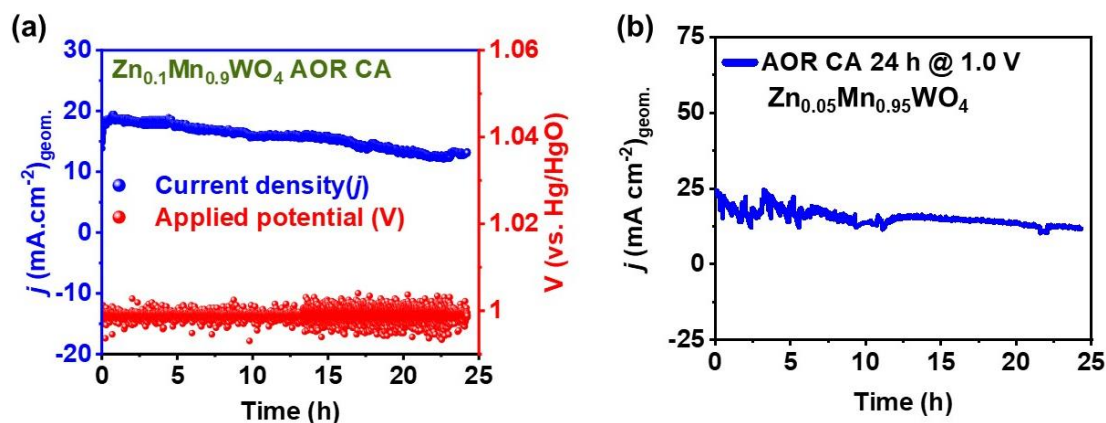 (a)
30
20
10
0
-10
-20
j (mA.cm⁻²)geom.
Zn₀.₁Mn₀.₉WO₄ AOR CA
Current density(j)
Applied potential (V)
1.06
1.04
1.02
1
V (vs. Hg/HgO)
0 5 10 15 20 25
Time (h)
(b)
75
50
25
0
-25
j (mA cm⁻²)geom.
AOR CA 24 h @ 1.0 V
Zn₀.₀₅Mn₀.₉₅WO₄
0 5 10 15 20 25
Time (h)